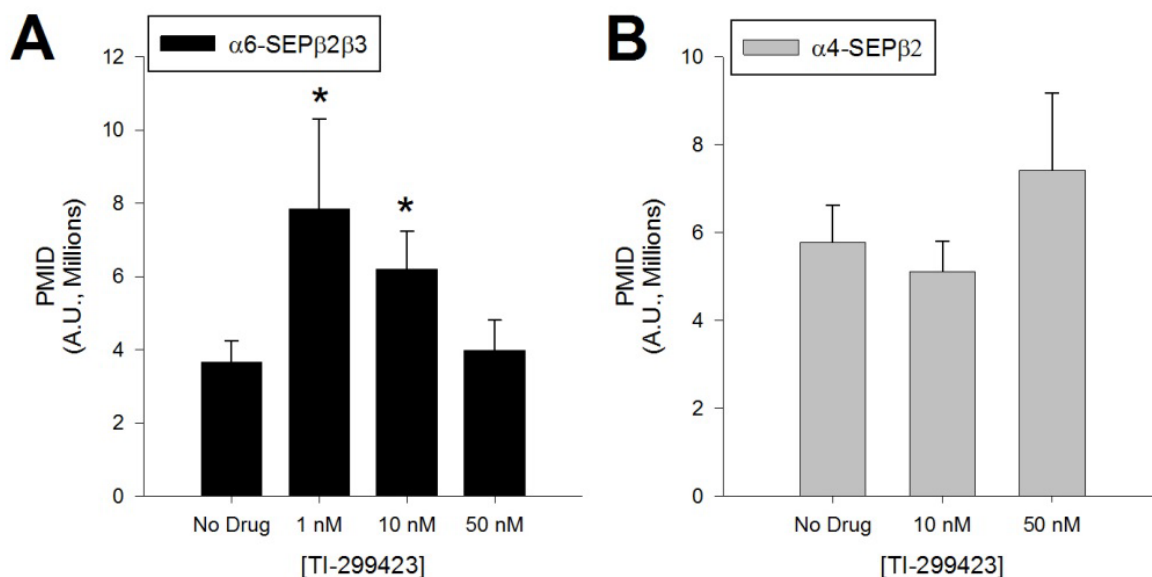 A
α6-SEPβ2β3
12
10
8
6
4
2
0
PMID
(A.U., Millions)
*
*
No Drug 1 nM 10 nM 50 nM
[TI-299423]
B
α4-SEPβ2
10
8
6
4
2
0
PMID
(A.U., Millions)
No Drug 10 nM 50 nM
[TI-299423]